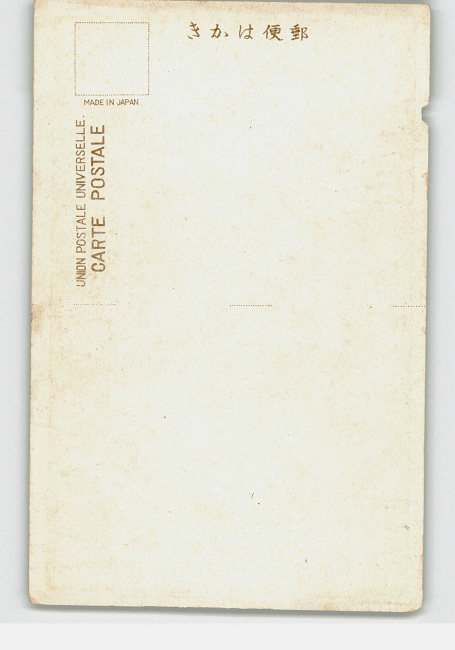 きかは便郵
MADE IN JAPAN
UNION POSTALE UNIVERSELLE.
CARTE POSTALE